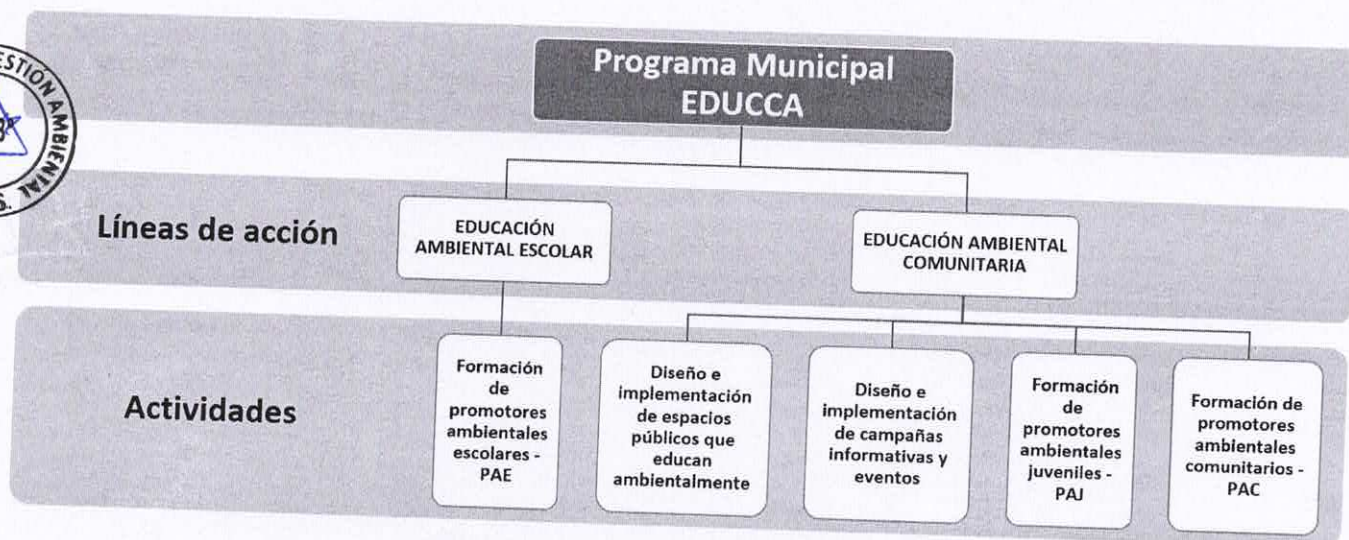 Programa Municipal
EDUCCA
GESTIÓN AMBIENTAL
Líneas de acción
EDUCACIÓN
AMBIENTAL ESCOLAR
EDUCACIÓN AMBIENTAL
COMUNITARIA
Actividades
Formación
de
promotores
ambientales
escolares -
PAE
Diseño e
implementación
de espacios
públicos que
educan
ambientalmente
Diseño e
implementación
de campañas
informativas y
eventos
Formación
de
promotores
ambientales
juveniles -
PAJ
Formación de
promotores
ambientales
comunitarios -
PAC